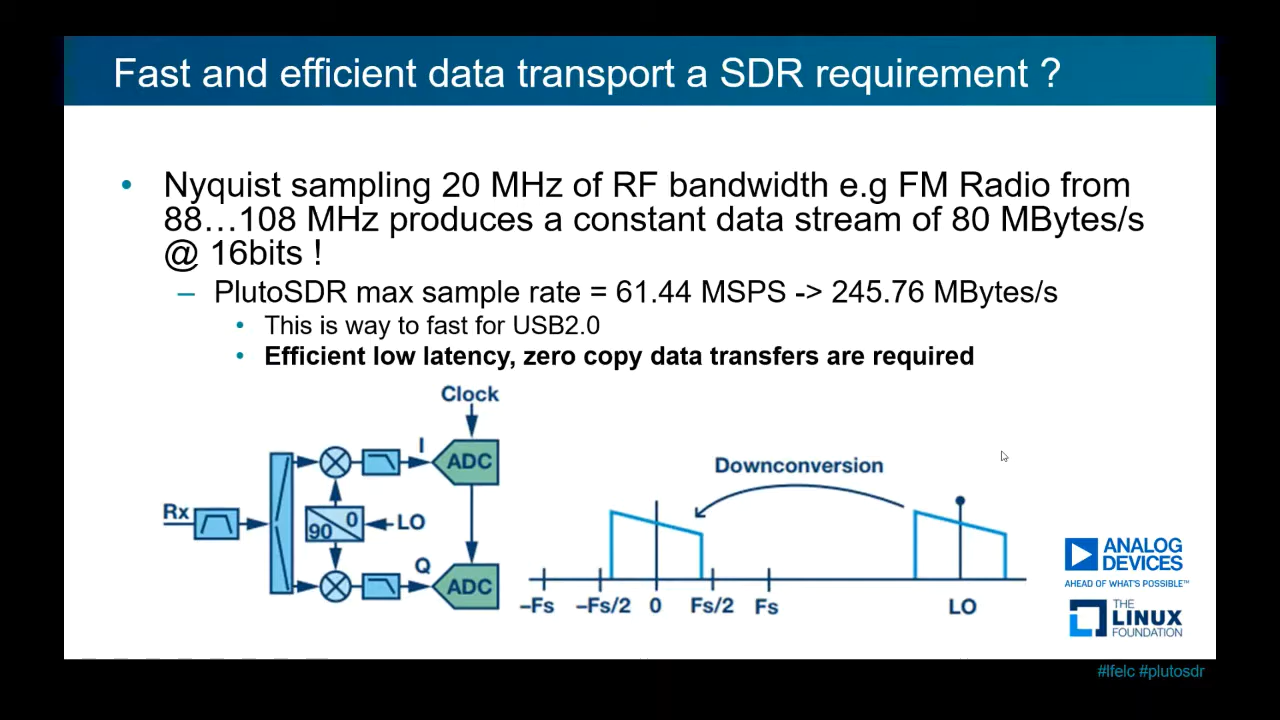 Fast and efficient data transport a SDR requirement ?
• Nyquist sampling 20 MHz of RF bandwidth e.g FM Radio from
88…108 MHz produces a constant data stream of 80 MBytes/s
@ 16bits !
– PlutoSDR max sample rate = 61.44 MSPS -> 245.76 MBytes/s
• This is way to fast for USB2.0
• Efficient low latency, zero copy data transfers are required
Clock
I
ADC
Rx
90 0
LO
Q
ADC
Downconversion
–Fs
–Fs/2
0
Fs/2
Fs
LO
ANALOG
DEVICES
AHEAD OF WHAT'S POSSIBLE™
THE
LINUX
FOUNDATION
#lfelc #plutosdr